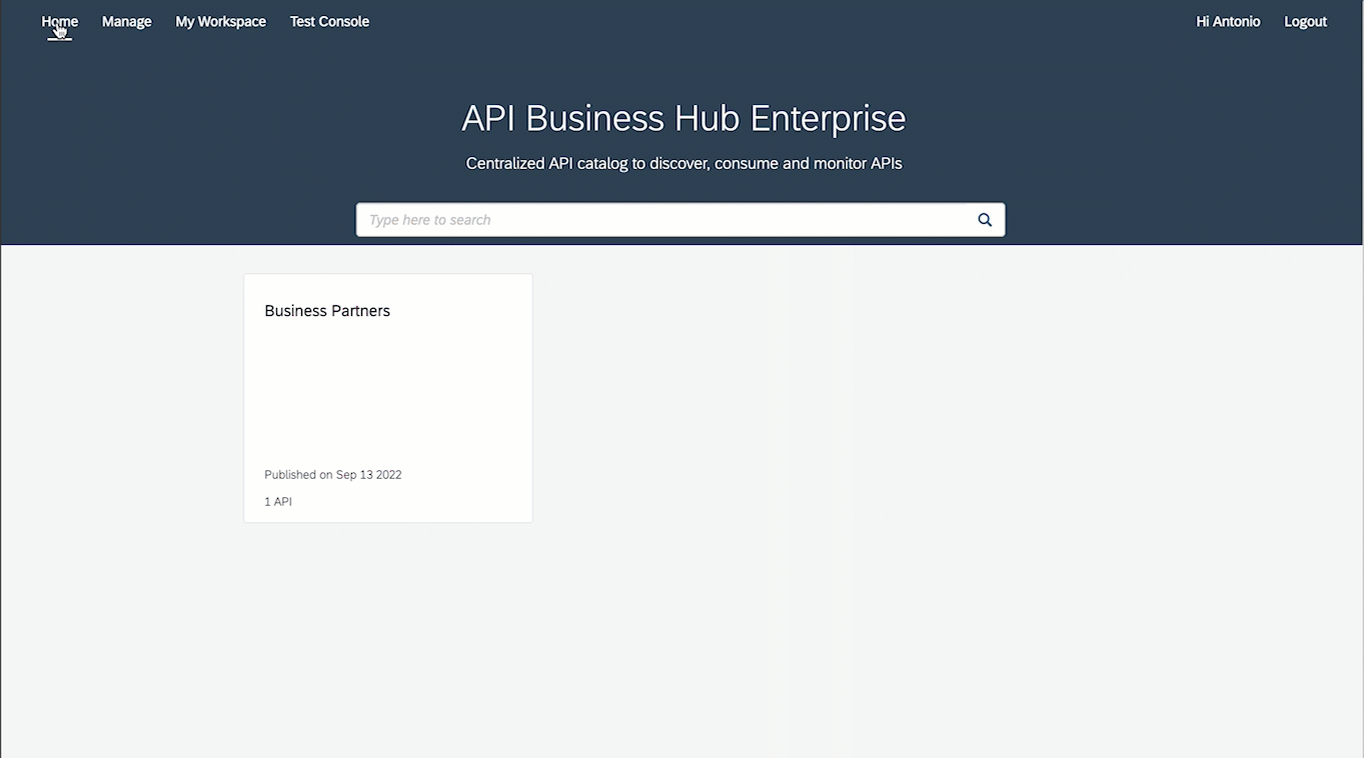 Home Manage My Workspace Test Console Hi Antonio Logout
API Business Hub Enterprise
Centralized API catalog to discover, consume and monitor APIs
Type here to search
Business Partners
Published on Sep 13 2022
1 API